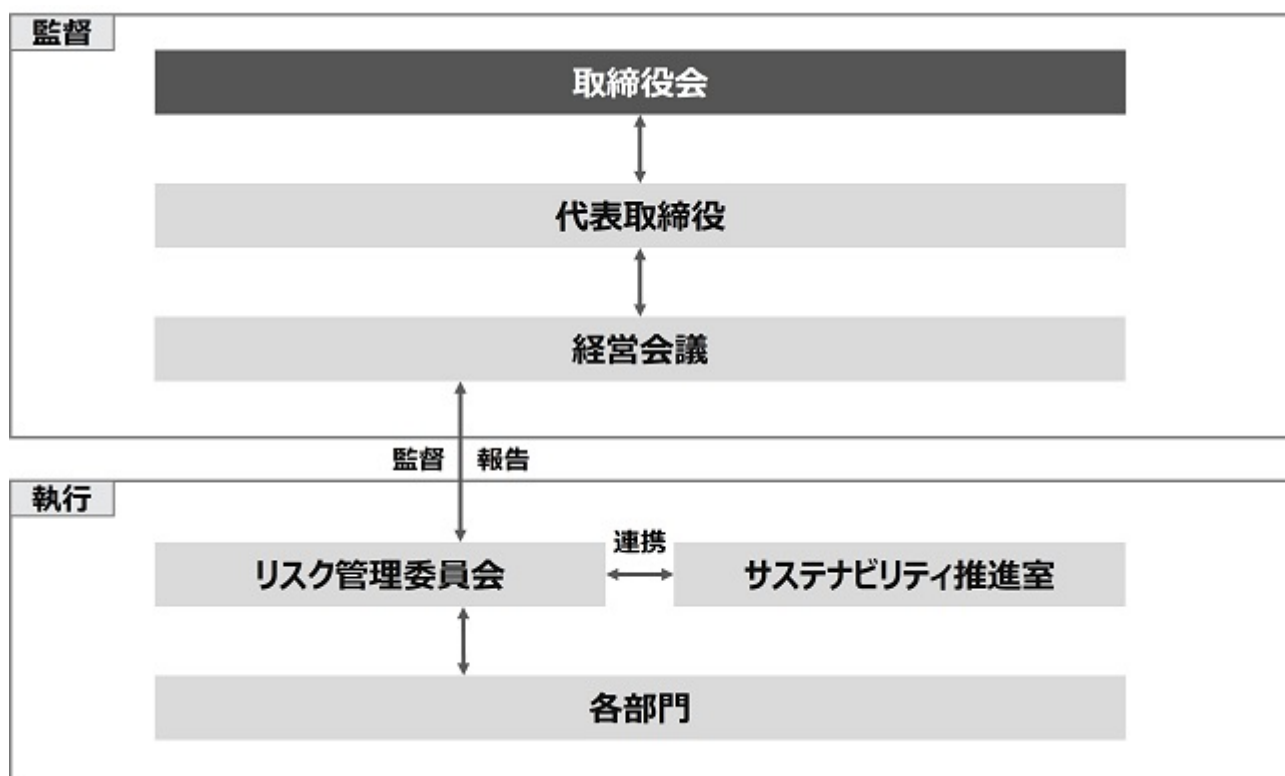 監督
取締役会
代表取締役
経営会議
監督 報告
執行
連携
リスク管理委員会
サステナビリティ推進室
各部門